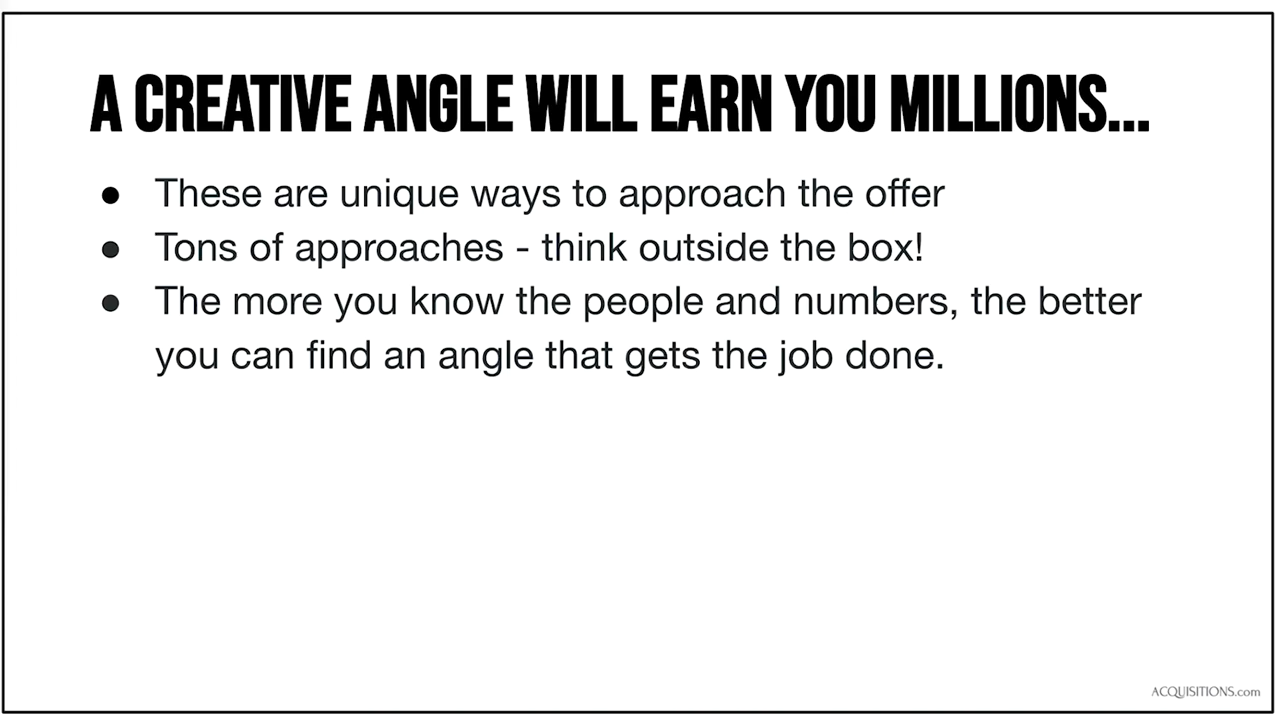 A CREATIVE ANGLE WILL EARN YOU MILLIONS...
● These are unique ways to approach the offer
● Tons of approaches - think outside the box!
● The more you know the people and numbers, the better
you can find an angle that gets the job done.
ACQUISITIONS.com